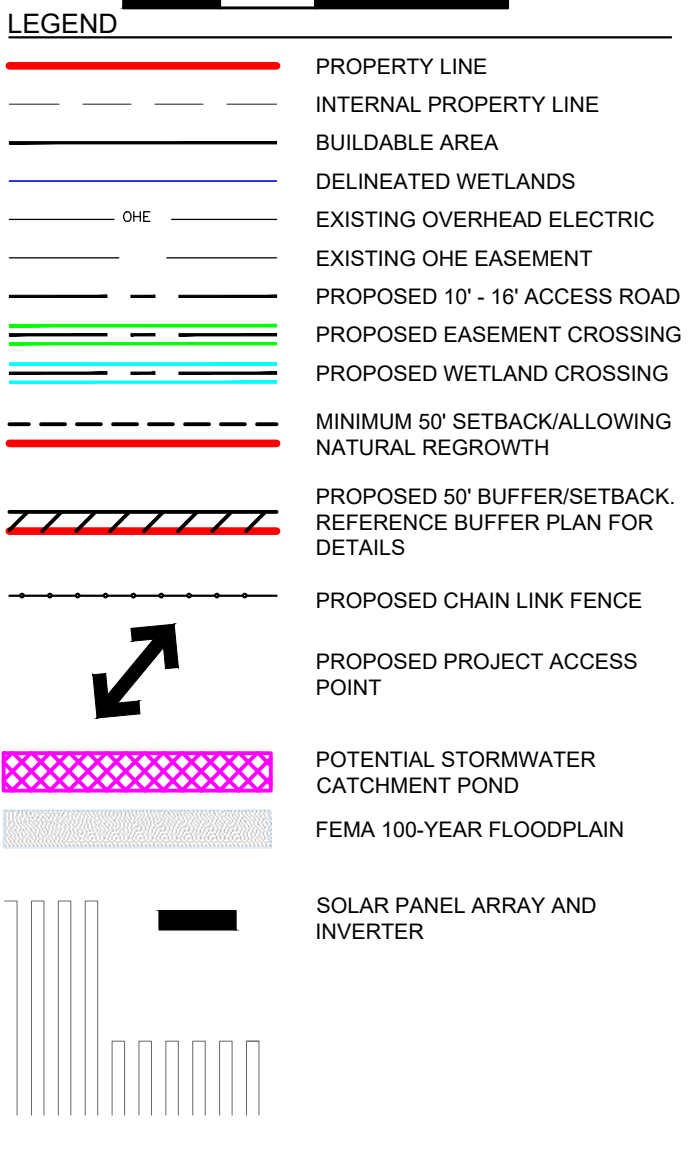 LEGEND
PROPERTY LINE
INTERNAL PROPERTY LINE
BUILDABLE AREA
DELINEATED WETLANDS
OHE EXISTING OVERHEAD ELECTRIC
EXISTING OHE EASEMENT
PROPOSED 10' - 16' ACCESS ROAD
PROPOSED EASEMENT CROSSING
PROPOSED WETLAND CROSSING
MINIMUM 50' SETBACK/ALLOWING
NATURAL REGROWTH
PROPOSED 50' BUFFER/SETBACK.
REFERENCE BUFFER PLAN FOR
DETAILS
PROPOSED CHAIN LINK FENCE
PROPOSED PROJECT ACCESS
POINT
POTENTIAL STORMWATER
CATCHMENT POND
FEMA 100-YEAR FLOODPLAIN
SOLAR PANEL ARRAY AND
INVERTER